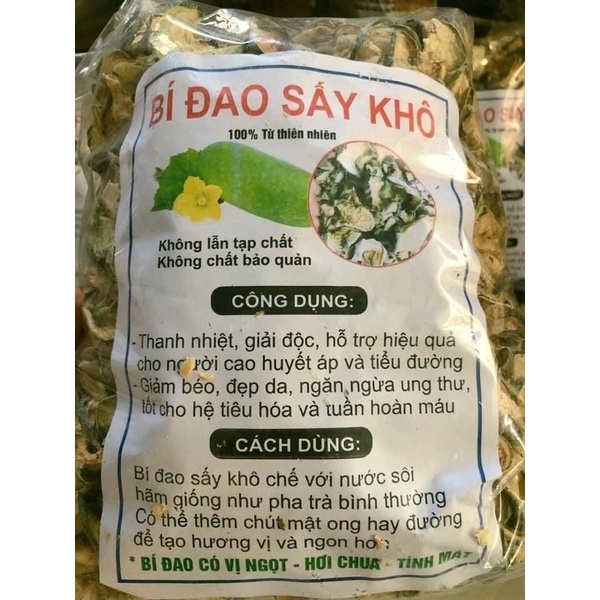 BÍ ĐAO SẤY KHÔ
100% Từ thiên nhiên
Không lẫn tạp chất
Không chất bảo quản
CÔNG DỤNG:
-Thanh nhiệt, giải độc, hỗ trợ hiệu quả
cho người cao huyết áp và tiểu đường
-Giảm béo, đẹp da, ngăn ngừa ung thư,
tốt cho hệ tiêu hóa và tuần hoàn máu
CÁCH DÙNG:
Bí đao sấy khô chế với nước sôi
hãm giống như pha trà bình thường
Có thể thêm chút mật ong hay đường
để tạo hương vị và ngon hơn
* BÍ ĐAO CÓ VỊ NGỌT - HƠI CHUA - TÍNH MÁT
O SẤY